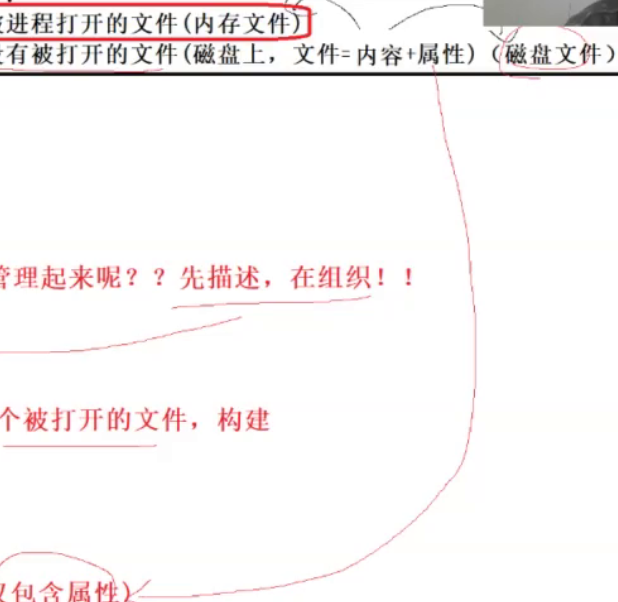 进程打开的文件(内存文件)
有被打开的文件(磁盘上，文件=内容+属性)（磁盘文件）
管理起来呢？？先描述，在组织！！
个被打开的文件，构建
包含属性)